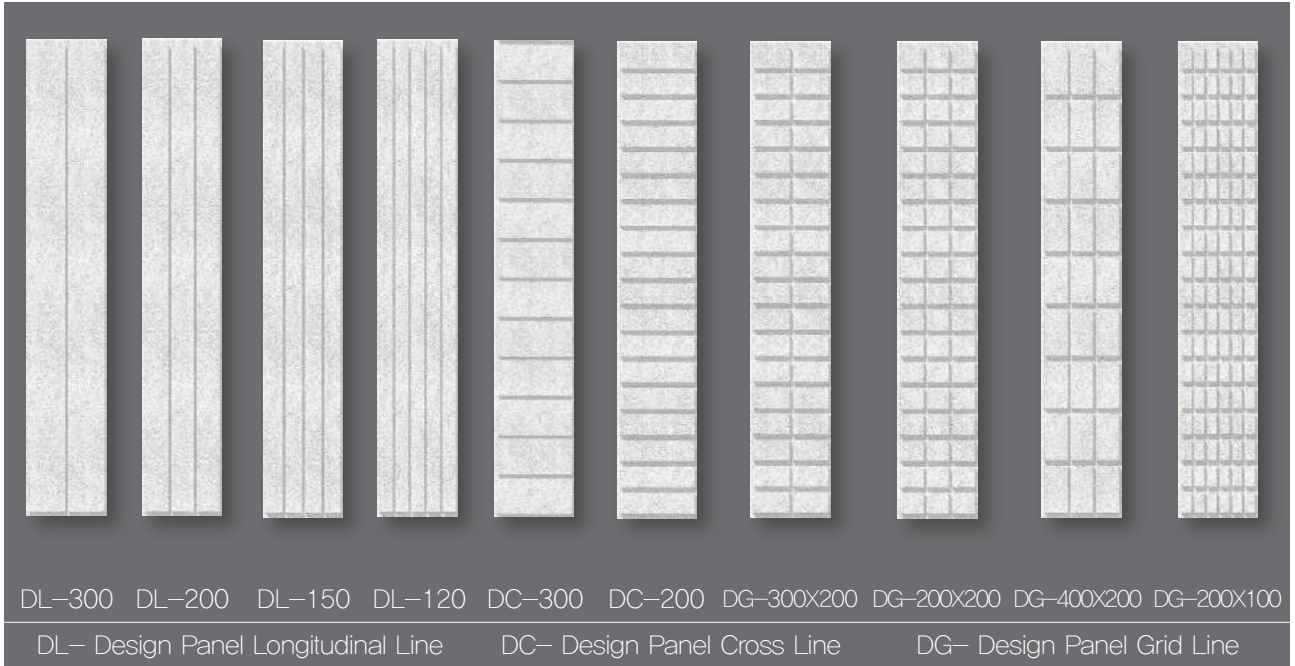 DL-300 DL-200 DL-150 DL-120 DC-300 DC-200 DG-300X200 DG-200X200 DG-400X200 DG-200X100
DL- Design Panel Longitudinal Line DC- Design Panel Cross Line DG- Design Panel Grid Line